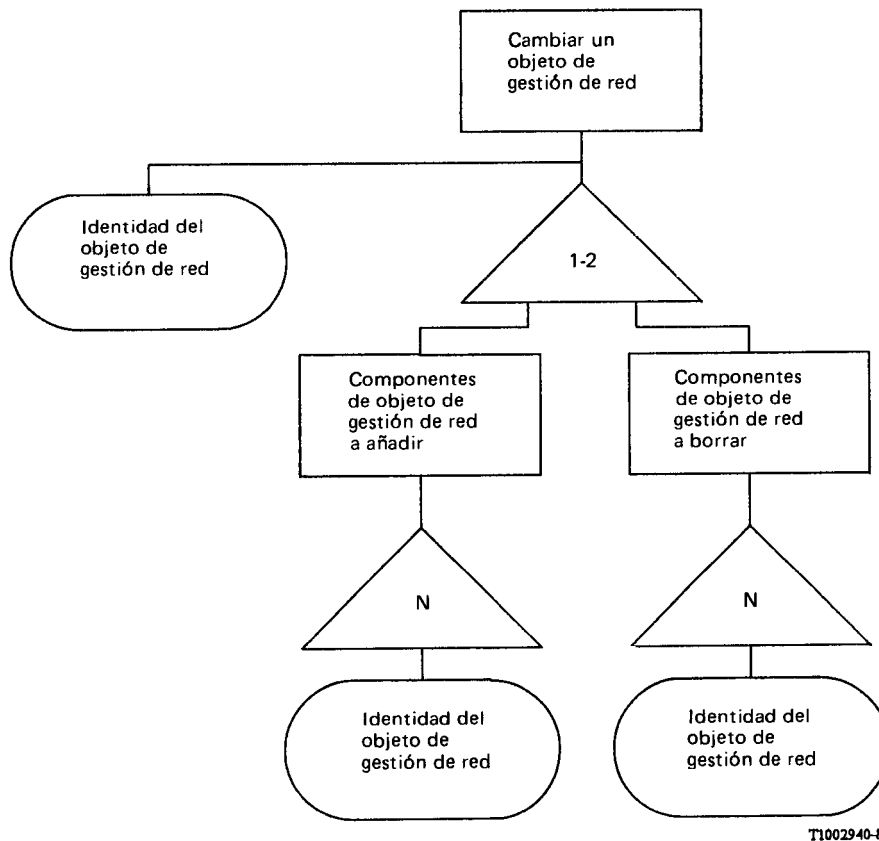 Cambiar un
objeto de
gestión de red
Identidad del
objeto de
gestión de red
1-2
Componentes
de objeto de
gestión de red
a añadir
Componentes
de objeto de
gestión de red
a borrar
N
N
Identidad del
objeto de
gestión de red
Identidad del
objeto de
gestión de red
T1002940-8